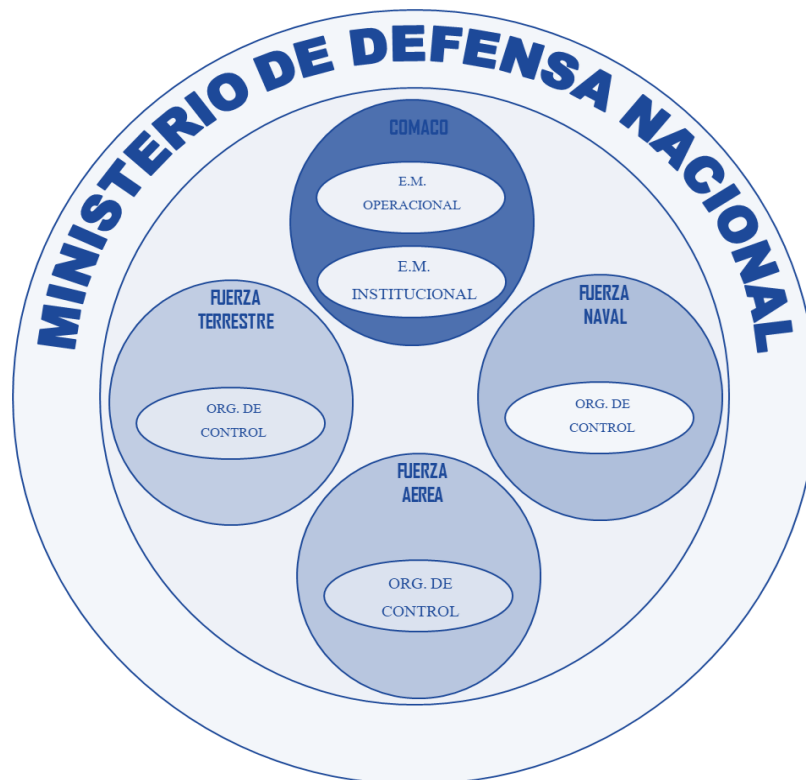 MINISTERIO DE DEFENSA NACIONAL
COMACO
E.M.
OPERACIONAL
E.M.
INSTITUCIONAL
FUERZA
TERRESTRE
ORG. DE
CONTROL
FUERZA
NAVAL
ORG. DE
CONTROL
FUERZA
AEREA
ORG. DE
CONTROL